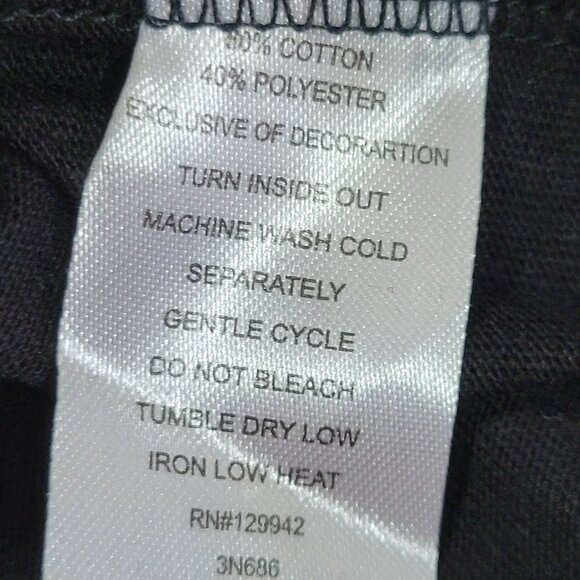 COTTON
40% POLYESTER
EXCLUSIVE OF DECORARTION
TURN INSIDE OUT
MACHINE WASH COLD
SEPARATELY
GENTLE CYCLE
DO NOT BLEACH
TUMBLE DRY LOW
IRON LOW HEAT
RN#129942
3N686